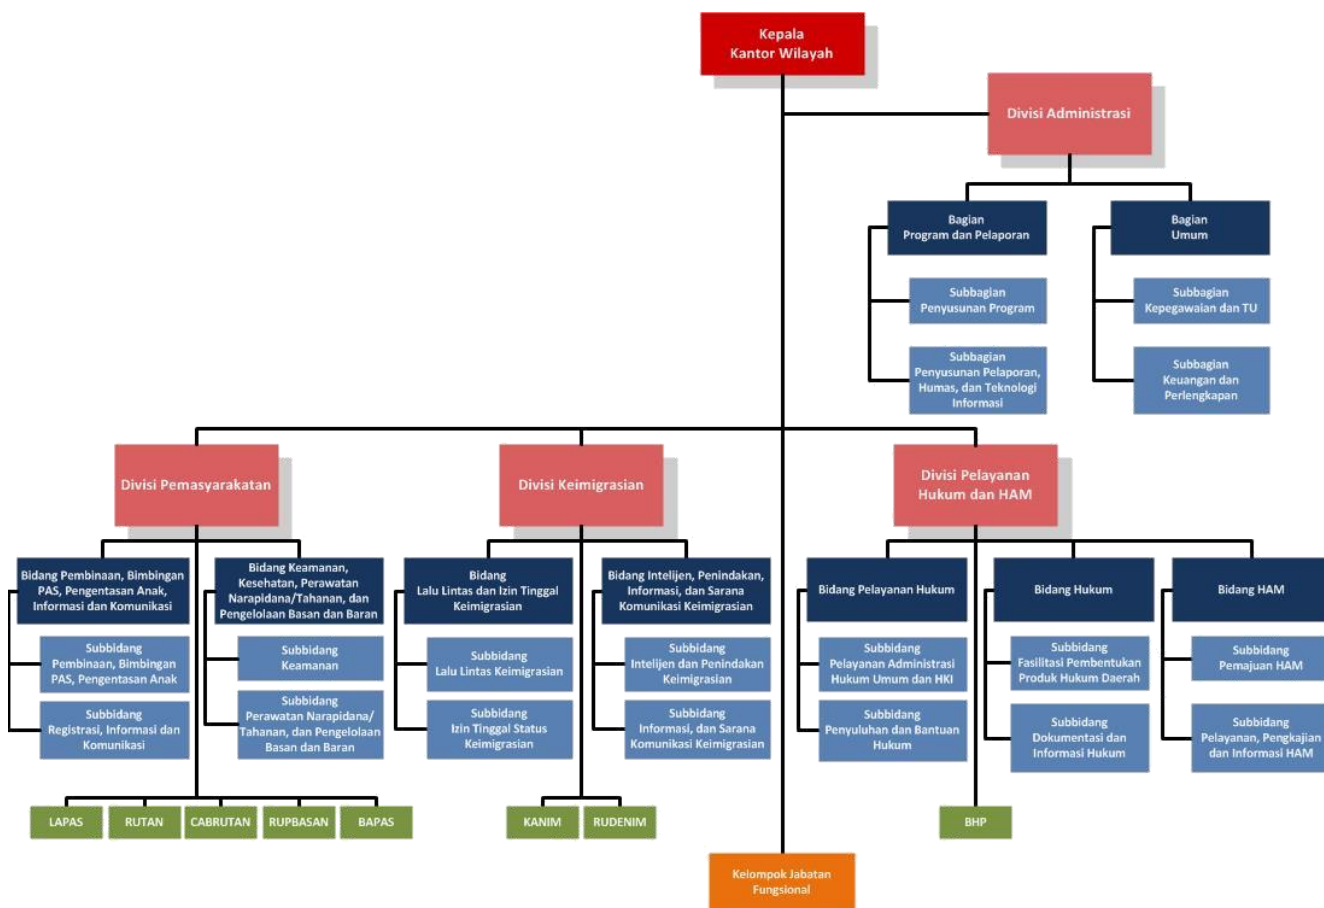 Kepala
Kantor Wilayah
Divisi Administrasi
Bagian
Program dan Pelaporan
Bagian
Umum
Subbagian
Penyusunan Program
Subbagian
Kepegawaian dan TU
Subbagian
Penyusunan Pelaporan,
Humas, dan Teknologi
Informasi
Subbagian
Keuangan dan
Perlengkapan
Divisi Pemasyarakatan
Divisi Keimigrasian
Divisi Pelayanan
Hukum dan HAM
Bidang Pembinaan, Bimbingan
PAS, Pengentasan Anak,
Informasi dan Komunikasi
Bidang Keamanan,
Kesehatan, Perawatan
Narapidana/Tahanan, dan
Pengelolaan Basan dan Baran
Bidang
Lalu Lintas dan Izin Tinggal
Keimigrasian
Bidang Intelijen, Penindakan,
Informasi, dan Sarana
Komunikasi Keimigrasian
Bidang Pelayanan Hukum
Bidang Hukum
Bidang HAM
Subbidang
Pembinaan, Bimbingan
PAS, Pengentasan Anak
Subbidang
Keamanan
Subbidang
Lalu Lintas Keimigrasian
Subbidang
Intelijen dan Penindakan
Keimigrasian
Subbidang
Pelayanan Administrasi
Hukum Umum dan HKI
Subbidang
Fasilitasi Pembentukan
Produk Hukum Daerah
Subbidang
Pemajuan HAM
Subbidang
Registrasi, Informasi dan
Komunikasi
Subbidang
Perawatan Narapidana/
Tahanan, dan Pengelolaan
Basan dan Baran
Subbidang
Izin Tinggal Status
Keimigrasian
Subbidang
Informasi, dan Sarana
Komunikasi Keimigrasian
Subbidang
Penyuluhan dan Bantuan
Hukum
Subbidang
Dokumentasi dan
Informasi Hukum
Subbidang
Pelayanan, Pengkajian
dan Informasi HAM
LAPAS
RUTAN
CABRUTAN
RUPBASAN
BAPAS
KANIM
RUDENIM
BHP
Kelompok Jabatan
Fungsional